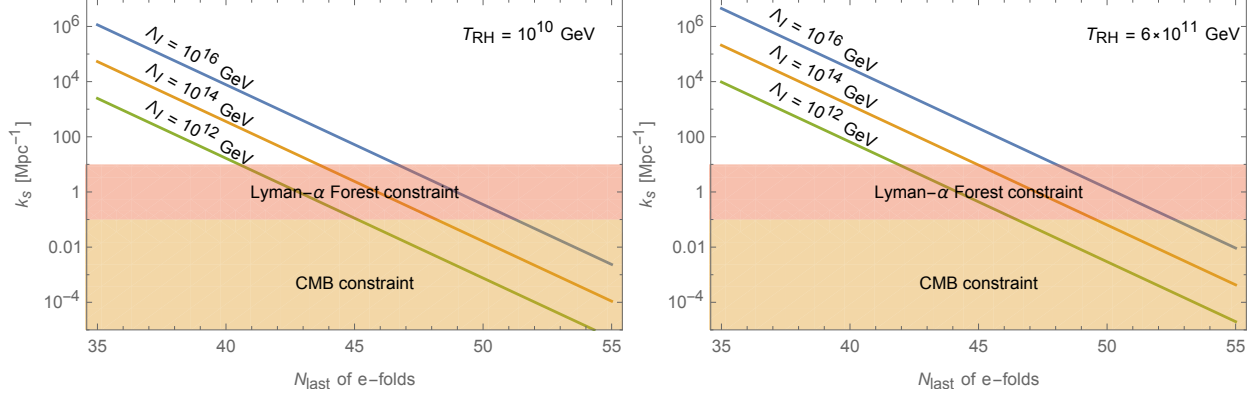 T_RH = 10^10 GeV
Λ_I = 10^16 GeV
Λ_I = 10^14 GeV
Λ_I = 10^12 GeV
10^6
10^4
100
1
0.01
10^-4
k_s [Mpc^-1]
Lyman-α Forest constraint
CMB constraint
35 40 45 50 55
N_last of e-folds
T_RH = 6×10^11 GeV
Λ_I = 10^16 GeV
Λ_I = 10^14 GeV
Λ_I = 10^12 GeV
10^6
10^4
100
1
0.01
10^-4
k_s [Mpc^-1]
Lyman-α Forest constraint
CMB constraint
35 40 45 50 55
N_last of e-folds